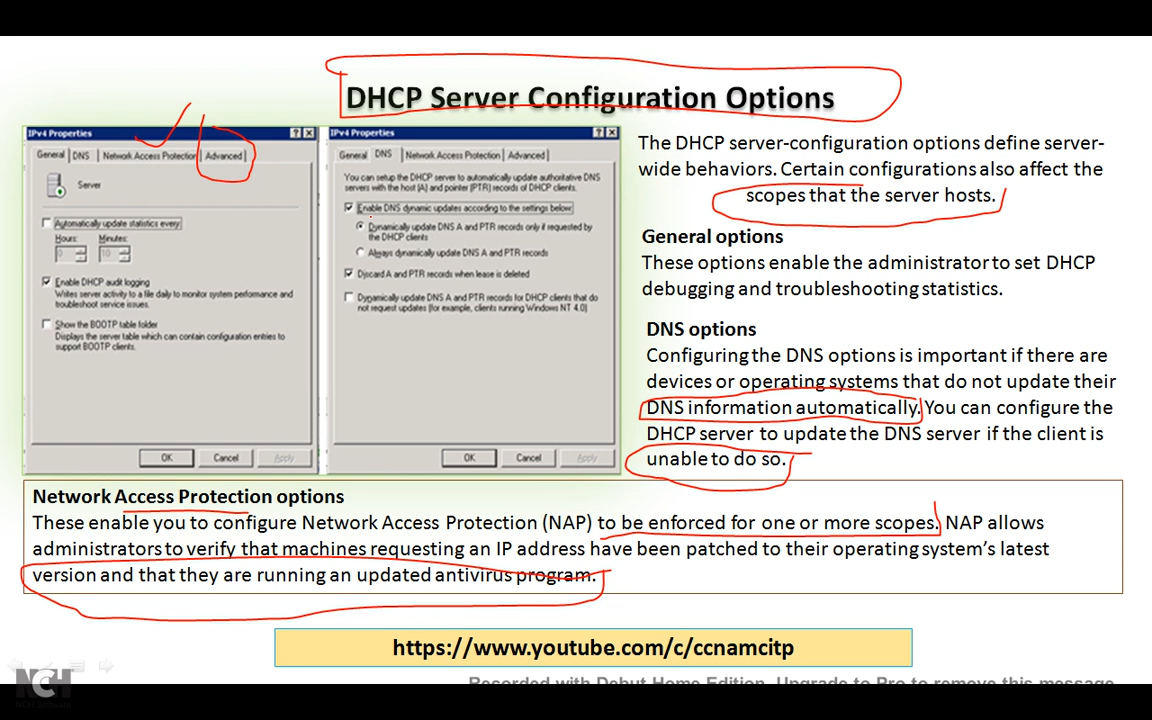 DHCP Server Configuration Options
IPv4 Properties
General DNS Network Access Protection Advanced
Server
Automatically update statistics every
Hours: Minutes:
0 10
Enable DHCP audit logging
Writes server activity to a file daily to monitor system performance and
troubleshoot service issues.
Show the BOOTP table folder
Displays the server table which can contain configuration entries to
support BOOTP clients.
OK Cancel Apply
IPv4 Properties
General DNS Network Access Protection Advanced
You can setup the DHCP server to automatically update authoritative DNS
servers with the host (A) and pointer (PTR) records of DHCP clients.
Enable DNS dynamic updates according to the settings below:
Dynamically update DNS A and PTR records only if requested by
the DHCP clients
Always dynamically update DNS A and PTR records
Discard A and PTR records when lease is deleted
Dynamically update DNS A and PTR records for DHCP clients that do
not request updates (for example, clients running Windows NT 4.0)
OK Cancel Apply
The DHCP server-configuration options define server-
wide behaviors. Certain configurations also affect the
scopes that the server hosts.
General options
These options enable the administrator to set DHCP
debugging and troubleshooting statistics.
DNS options
Configuring the DNS options is important if there are
devices or operating systems that do not update their
DNS information automatically. You can configure the
DHCP server to update the DNS server if the client is
unable to do so.
Network Access Protection options
These enable you to configure Network Access Protection (NAP) to be enforced for one or more scopes. NAP allows
administrators to verify that machines requesting an IP address have been patched to their operating system's latest
version and that they are running an updated antivirus program.
https://www.youtube.com/c/ccnamcitp
NCH
NCH Software
Recorded with Debut Home Edition. Upgrade to Pro to remove this message.